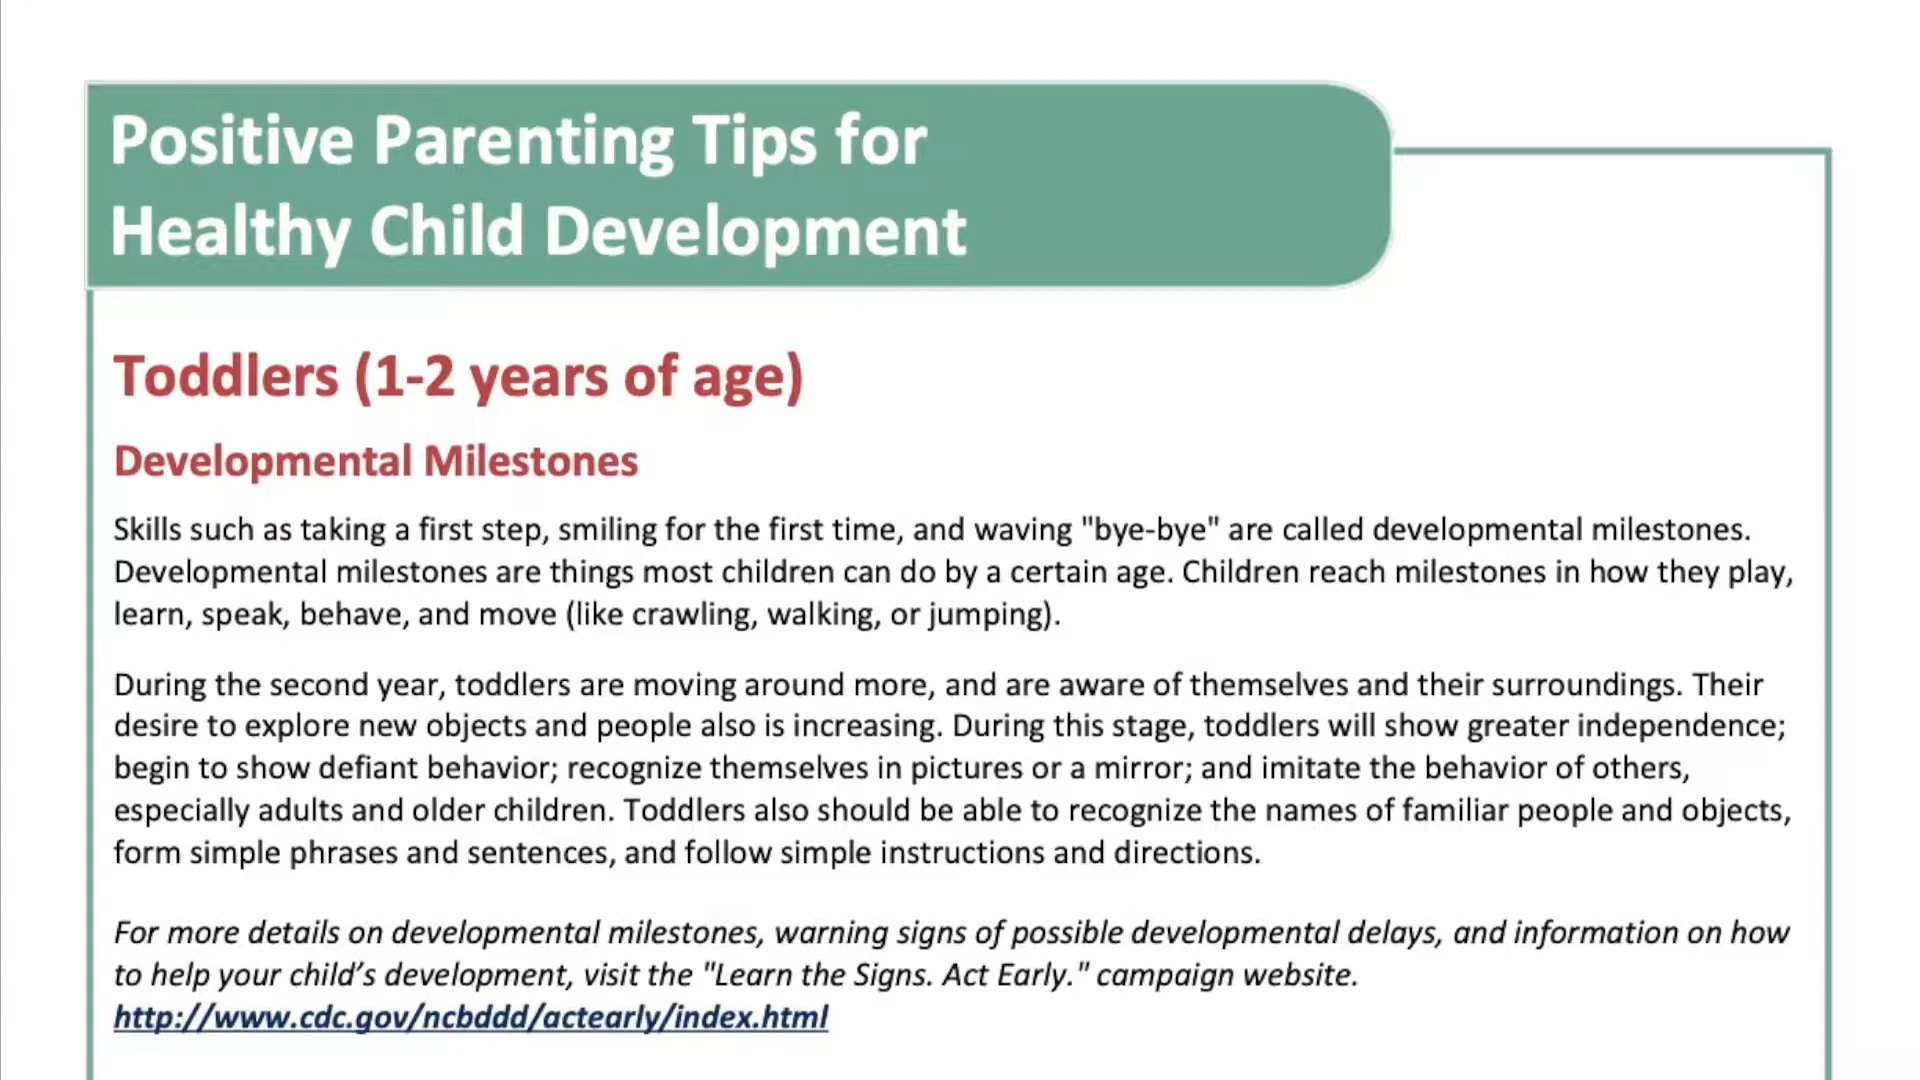 Positive Parenting Tips for
Healthy Child Development
Toddlers (1-2 years of age)
Developmental Milestones
Skills such as taking a first step, smiling for the first time, and waving "bye-bye" are called developmental milestones.
Developmental milestones are things most children can do by a certain age. Children reach milestones in how they play,
learn, speak, behave, and move (like crawling, walking, or jumping).
During the second year, toddlers are moving around more, and are aware of themselves and their surroundings. Their
desire to explore new objects and people also is increasing. During this stage, toddlers will show greater independence;
begin to show defiant behavior; recognize themselves in pictures or a mirror; and imitate the behavior of others,
especially adults and older children. Toddlers also should be able to recognize the names of familiar people and objects,
form simple phrases and sentences, and follow simple instructions and directions.
For more details on developmental milestones, warning signs of possible developmental delays, and information on how
to help your child’s development, visit the "Learn the Signs. Act Early." campaign website.
http://www.cdc.gov/ncbddd/actearly/index.html